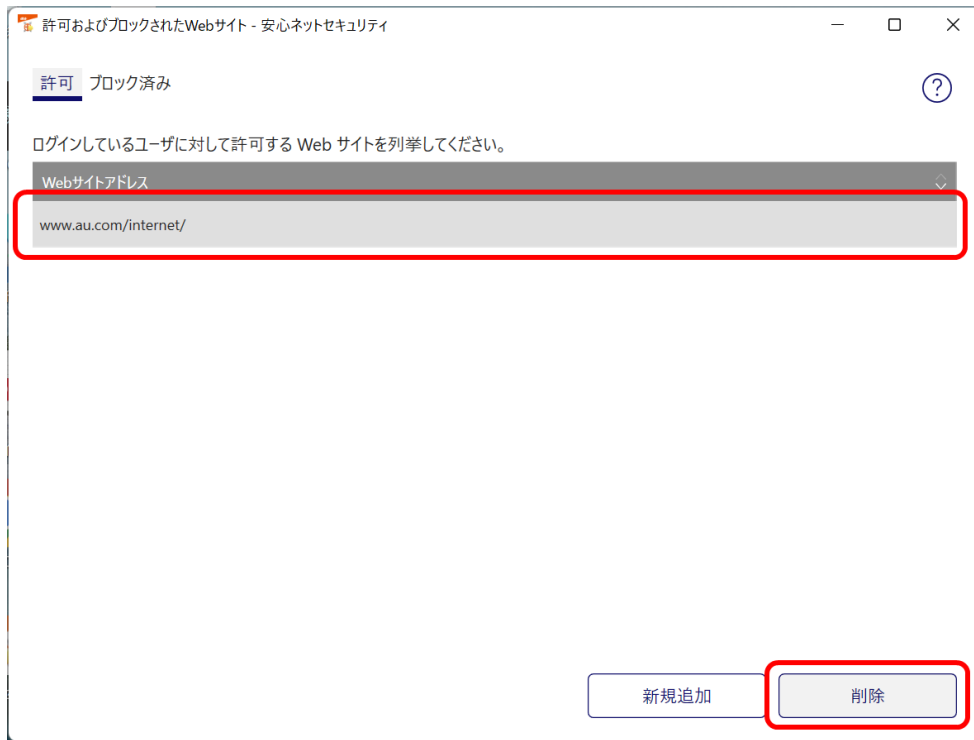 許可およびブロックされたWebサイト - 安心ネットセキュリティ
許可 ブロック済み
?
ログインしているユーザに対して許可する Web サイトを列挙してください。
Webサイトアドレス
www.au.com/internet/
新規追加 削除